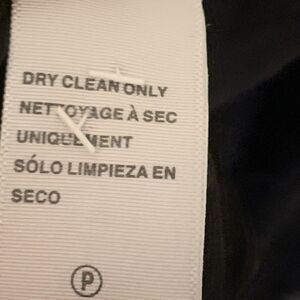 DRY CLEAN ONLY
NETTOYAGE À SEC
UNIQUEMENT
SÓLO LIMPIEZA EN
SECO
P